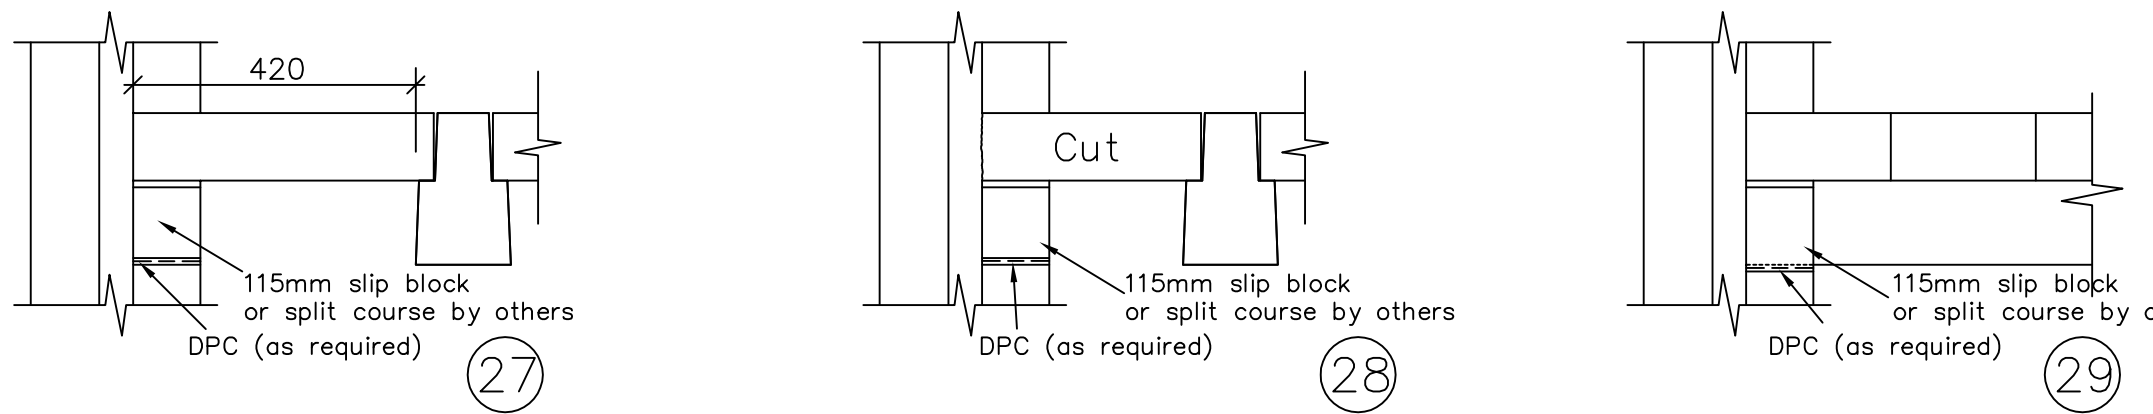 420
115mm slip block
or split course by others
DPC (as required)
27
Cut
115mm slip block
or split course by others
DPC (as required)
28
115mm slip block
or split course by
DPC (as required)
29